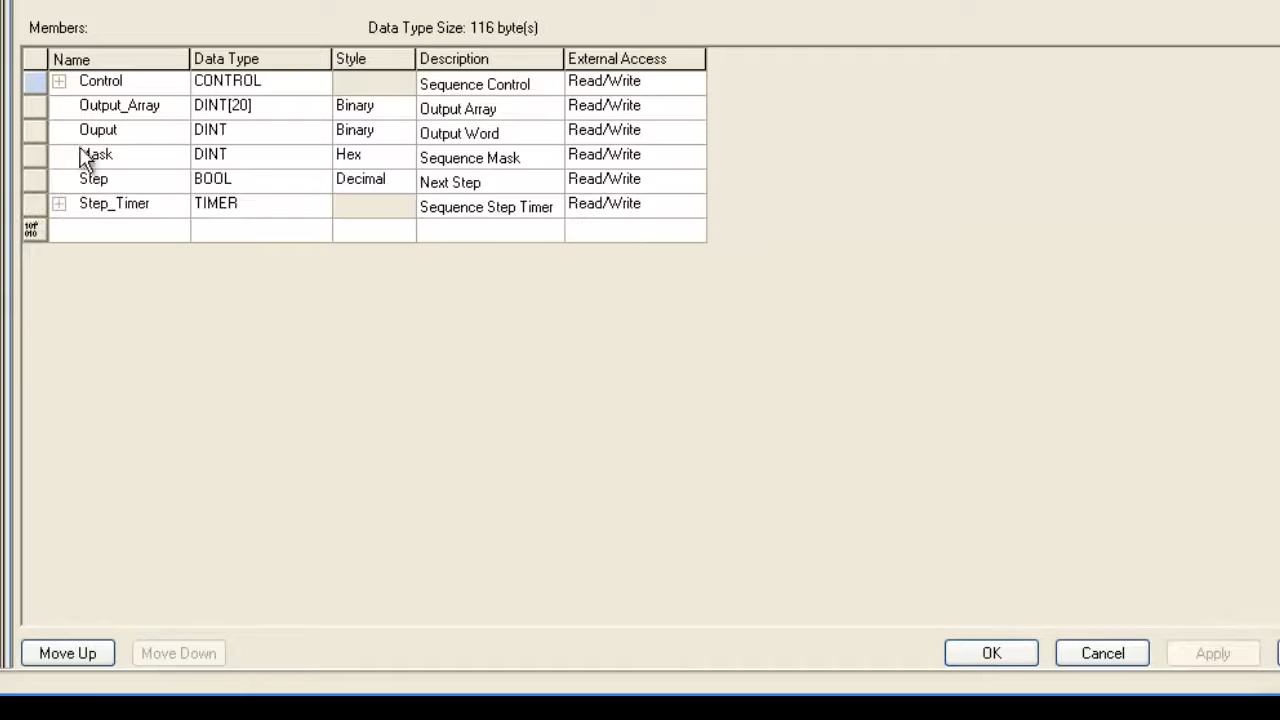 Members: Data Type Size: 116 byte(s)
Name Data Type Style Description External Access
Control CONTROL Sequence Control Read/Write
Output_Array DINT[20] Binary Output Array Read/Write
Ouput DINT Binary Output Word Read/Write
Mask DINT Hex Sequence Mask Read/Write
Step BOOL Decimal Next Step Read/Write
Step_Timer TIMER Sequence Step Timer Read/Write
Move Up Move Down OK Cancel Apply